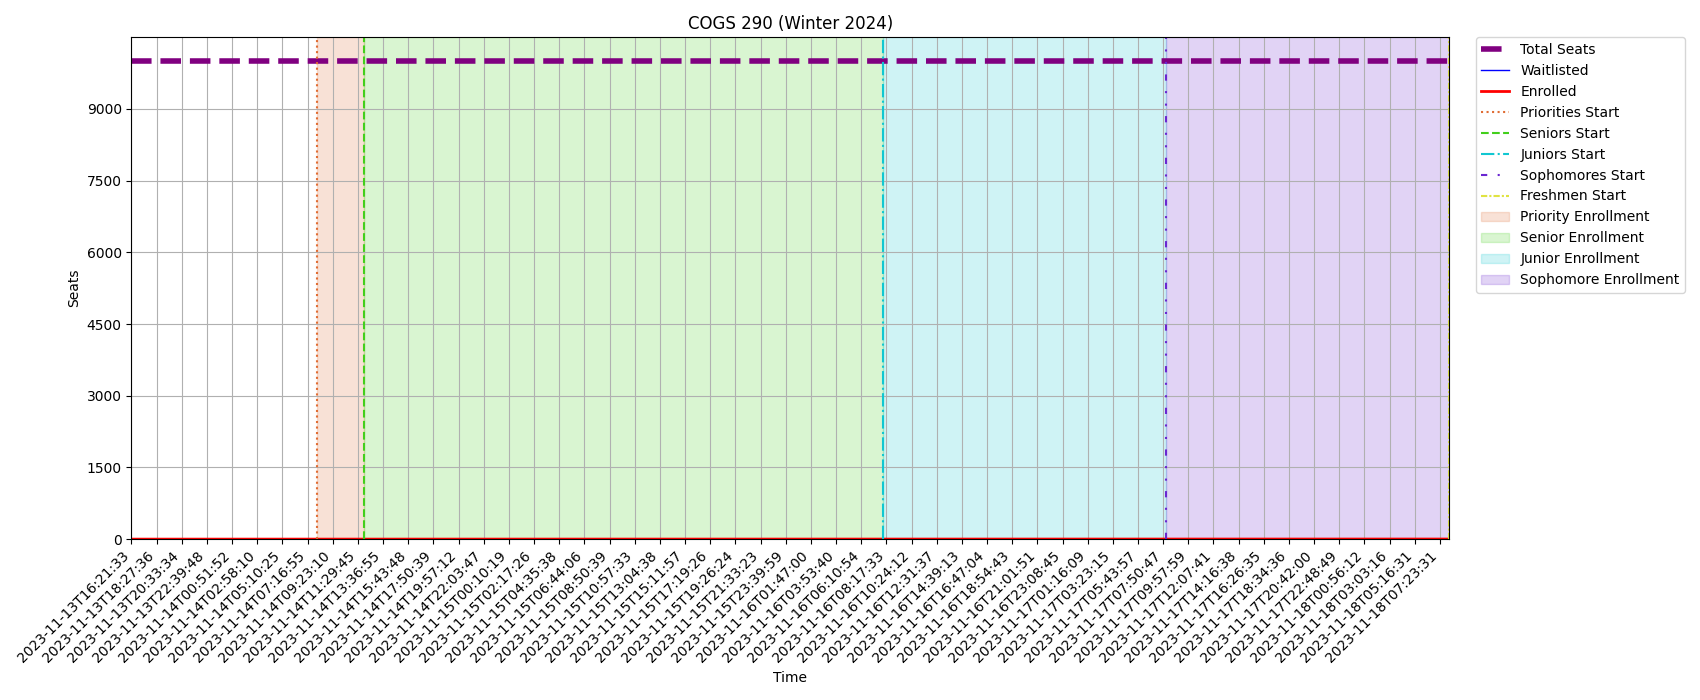 COGS 290 (Winter 2024)
Total Seats
Waitlisted
Enrolled
Priorities Start
Seniors Start
Juniors Start
Sophomores Start
Freshmen Start
Priority Enrollment
Senior Enrollment
Junior Enrollment
Sophomore Enrollment
Seats
9000
7500
6000
4500
3000
1500
0
2023-11-13T16:21:33
2023-11-13T18:27:36
2023-11-13T20:33:34
2023-11-13T22:39:48
2023-11-14T00:51:52
2023-11-14T02:58:10
2023-11-14T05:10:25
2023-11-14T07:16:55
2023-11-14T09:23:10
2023-11-14T11:29:45
2023-11-14T13:36:55
2023-11-14T15:43:48
2023-11-14T17:50:39
2023-11-14T19:57:12
2023-11-14T22:03:47
2023-11-15T00:10:19
2023-11-15T02:17:26
2023-11-15T04:35:38
2023-11-15T06:44:06
2023-11-15T08:50:39
2023-11-15T10:57:33
2023-11-15T13:04:38
2023-11-15T15:11:57
2023-11-15T17:19:26
2023-11-15T19:26:24
2023-11-15T21:33:23
2023-11-15T23:39:59
2023-11-16T01:47:00
2023-11-16T03:53:40
2023-11-16T06:10:54
2023-11-16T08:17:33
2023-11-16T10:24:12
2023-11-16T12:31:37
2023-11-16T14:39:13
2023-11-16T16:47:04
2023-11-16T18:54:43
2023-11-16T21:01:51
2023-11-16T23:08:45
2023-11-17T01:16:09
2023-11-17T03:23:15
2023-11-17T05:43:57
2023-11-17T07:50:47
2023-11-17T09:57:59
2023-11-17T12:07:41
2023-11-17T14:16:38
2023-11-17T16:26:35
2023-11-17T18:34:36
2023-11-17T20:42:00
2023-11-17T22:48:49
2023-11-18T00:56:12
2023-11-18T03:03:16
2023-11-18T05:16:31
2023-11-18T07:23:31
Time